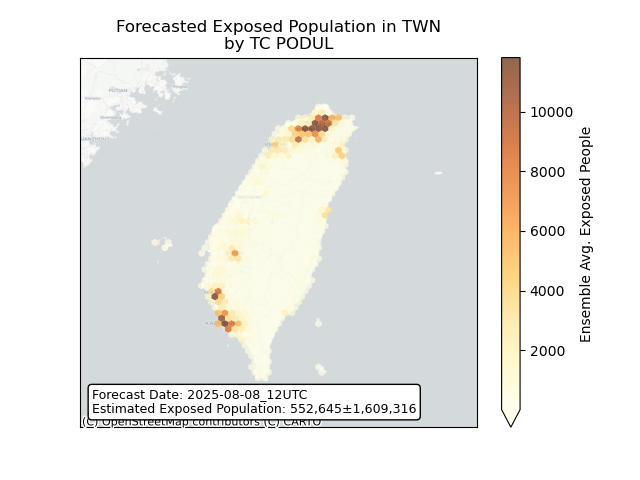 Forecasted Exposed Population in TWN
by TC PODUL
10000
8000
6000
4000
2000
Ensemble Avg. Exposed People
Forecast Date: 2025-08-08_12UTC
Estimated Exposed Population: 552,645±1,609,316
(C) OpenStreetMap contributors (C) CARTO